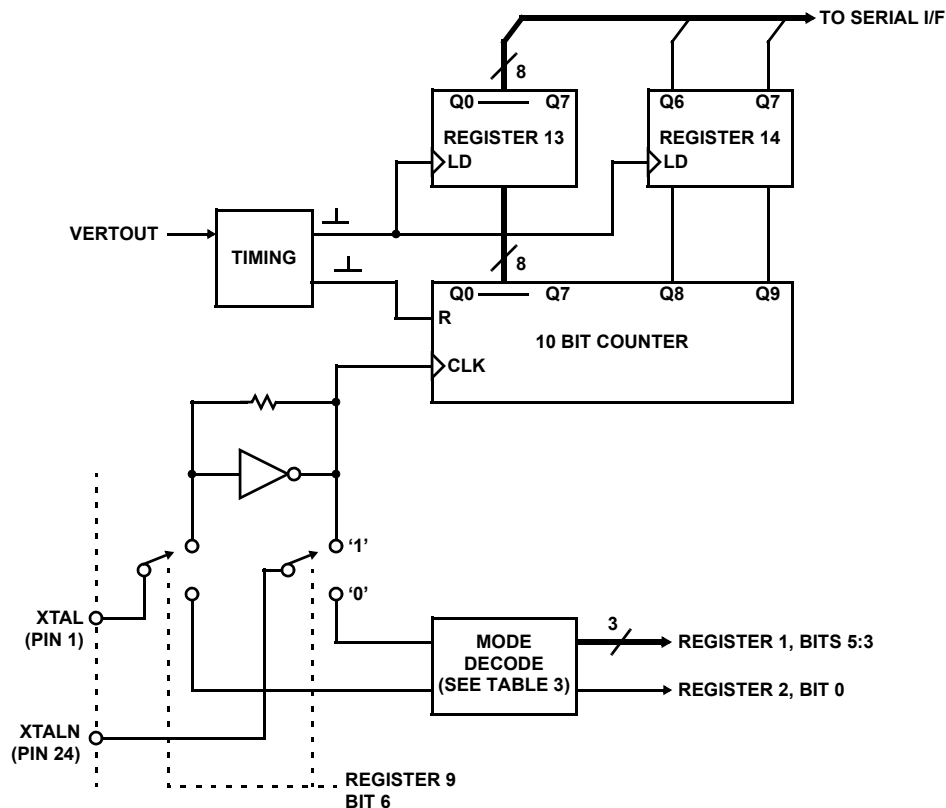 TO SERIAL I/F
8
Q0 Q7
Q6 Q7
REGISTER 13
REGISTER 14
LD
LD
VERTOUT
TIMING
8
Q0 Q7 Q8 Q9
R
10 BIT COUNTER
CLK
‘1’
‘0’
XTAL
(PIN 1)
MODE
DECODE
(SEE TABLE 3)
3
REGISTER 1, BITS 5:3
REGISTER 2, BIT 0
XTALN
(PIN 24)
REGISTER 9
BIT 6